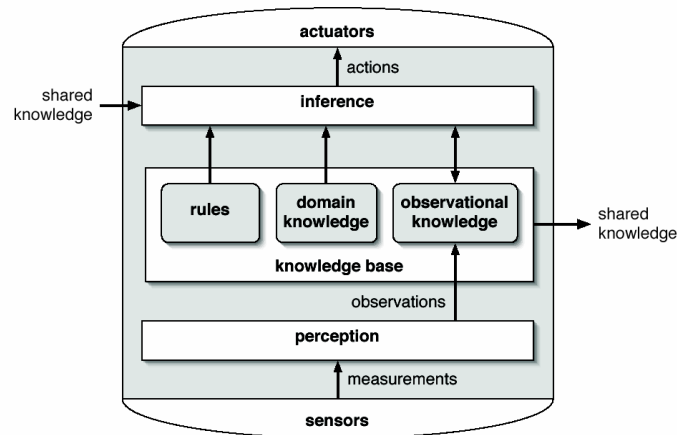 actuators
actions
shared
knowledge
inference
rules
domain
knowledge
observational
knowledge
shared
knowledge
knowledge base
observations
perception
measurements
sensors